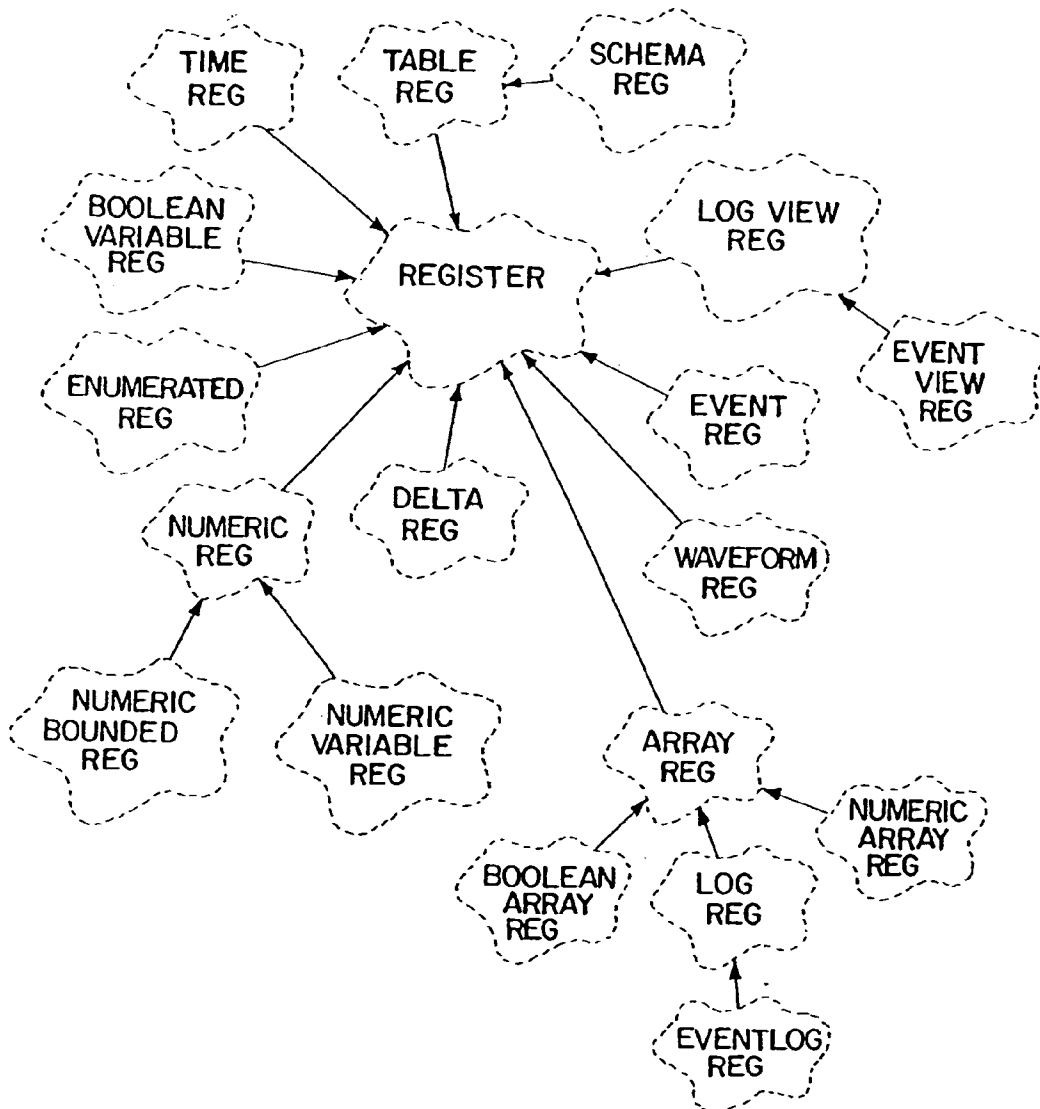 TIME
REG
TABLE
REG
SCHEMA
REG
BOOLEAN
VARIABLE
REG
LOG VIEW
REG
REGISTER
ENUMERATED
REG
EVENT
VIEW
REG
EVENT
REG
NUMERIC
REG
DELTA
REG
WAVEFORM
REG
NUMERIC
BOUNDED
REG
NUMERIC
VARIABLE
REG
ARRAY
REG
NUMERIC
ARRAY
REG
BOOLEAN
ARRAY
REG
LOG
REG
EVENTLOG
REG